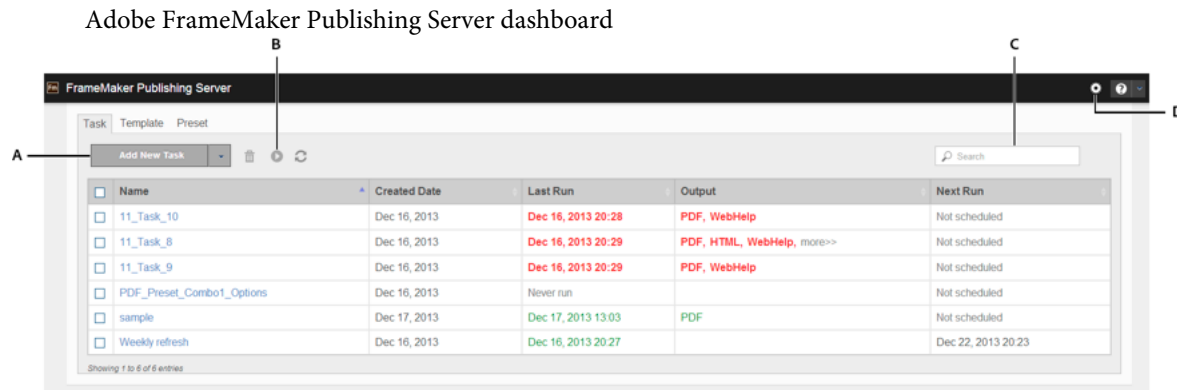 Adobe FrameMaker Publishing Server dashboard
B
C
Fm FrameMaker Publishing Server ?
D
Task Template Preset
A
Add New Task Search
Name Created Date Last Run Output Next Run
11_Task_10 Dec 16, 2013 Dec 16, 2013 20:28 PDF, WebHelp Not scheduled
11_Task_8 Dec 16, 2013 Dec 16, 2013 20:29 PDF, HTML, WebHelp, more>> Not scheduled
11_Task_9 Dec 16, 2013 Dec 16, 2013 20:29 PDF, WebHelp Not scheduled
PDF_Preset_Combo1_Options Dec 16, 2013 Never run Not scheduled
sample Dec 17, 2013 Dec 17, 2013 13:03 PDF Not scheduled
Weekly refresh Dec 16, 2013 Dec 16, 2013 20:27 Dec 22, 2013 20:23
Showing 1 to 6 of 6 entries